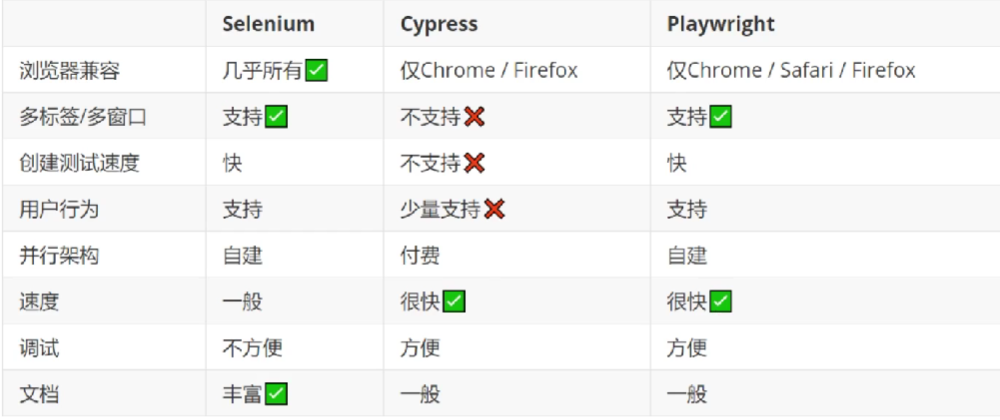 Selenium Cypress Playwright
浏览器兼容 几乎所有✅ 仅Chrome / Firefox 仅Chrome / Safari / Firefox
多标签/多窗口 支持✅ 不支持❌ 支持✅
创建测试速度 快 不支持❌ 快
用户行为 支持 少量支持❌ 支持
并行架构 自建 付费 自建
速度 一般 很快✅ 很快✅
调试 不方便 方便 方便
文档 丰富✅ 一般 一般